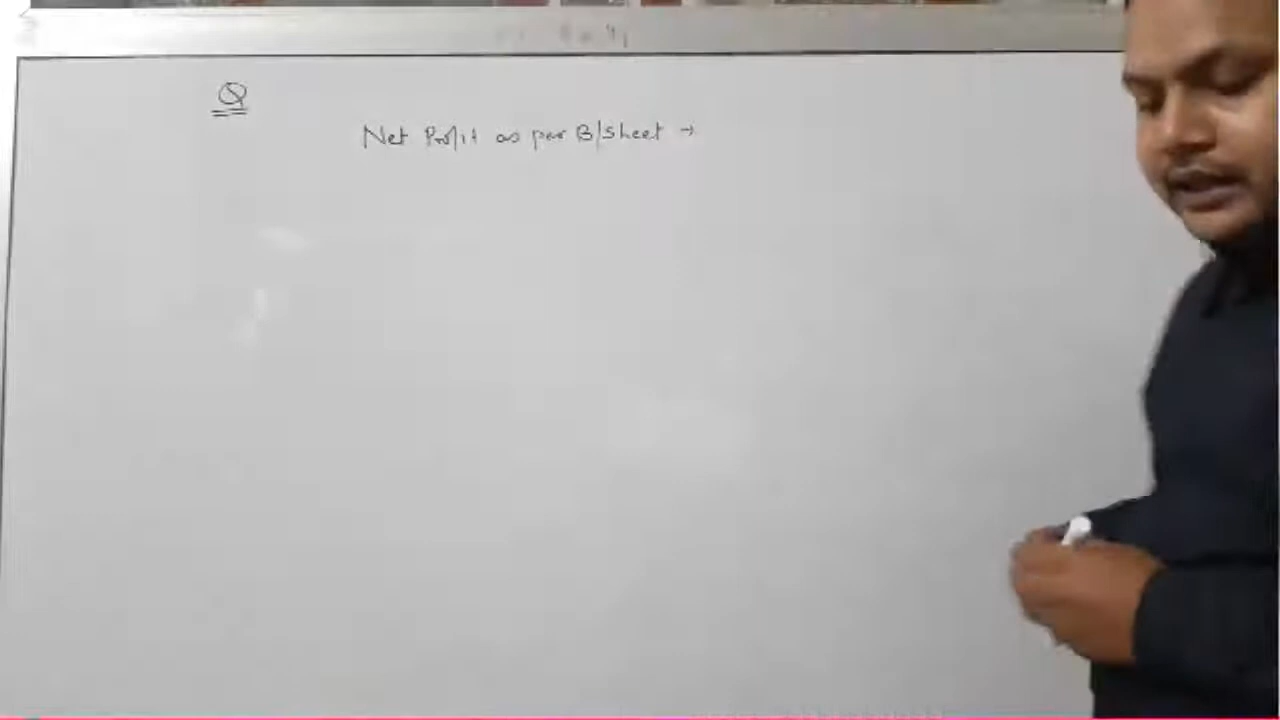 Q
Net Profit as per B/Sheet →